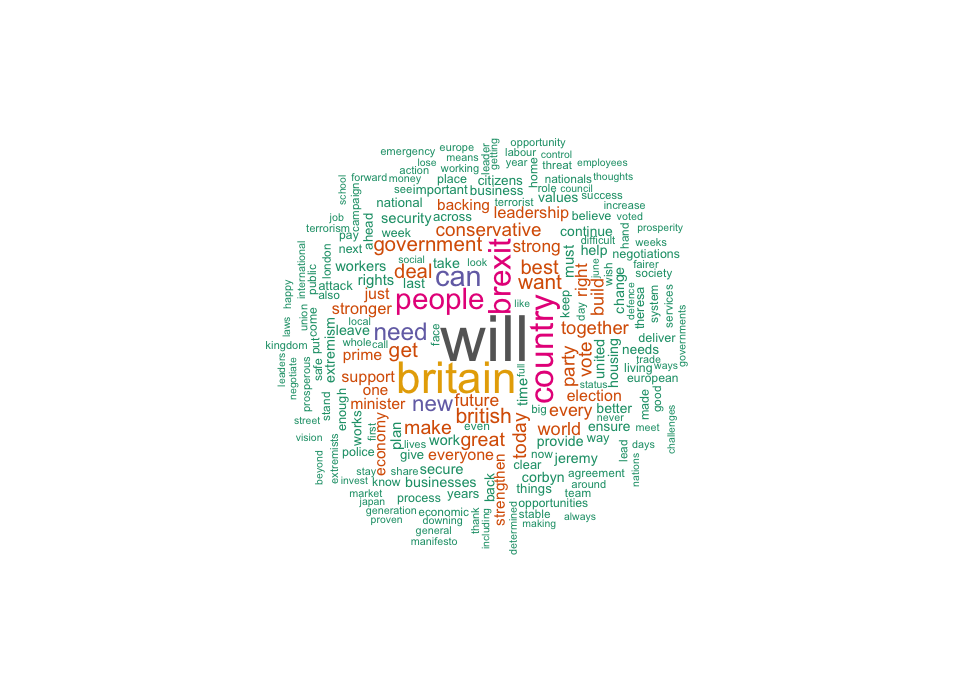 opportunity
emergency
europe
getting
labour
control
lose
means
leader
year
threat
employees
action
working
home
school
forward
money
place
citizens
nationals
thoughts
campaign
see
important
business
role
council
national
backing
values
success
job
terrorist
increase
terrorism
ahead
security
across
leadership
believe
voted
pay
week
conservative
continue
hand
prosperity
next
government
brexit
strong
difficult
weeks
international
public
london
social
take
look
must
help
negotiations
workers
deal
can
best
june
wish
fairer
society
attack
rights
last
want
right
build
change
happy
also
just
people
like
keep
day
defence
theresa
system
services
union
come
stronger
country
laws
local
need
will
together
deliver
governments
put
leave
face
kingdom
extremism
whole
call
party
vote
united
housing
needs
leaders
safe
prime
get
trade
negotiate
prosperous
support
britain
full
time
status
living
ways
european
one
stand
enough
minister
new
future
big
every
election
never
better
made
good
street
works
economy
plan
make
british
even
today
world
ensure
meet
challenges
vision
first
lives
work
great
now
provide
way
lead
days
beyond
extremists
police
give
everyone
strengthen
clear
jeremy
nations
stay
share
secure
back
corbyn
agreement
invest
know
businesses
things
around
market
process
years
team
japan
opportunities
generation
economic
thank
including
determined
stable
proven
downing
making
always
general
manifesto